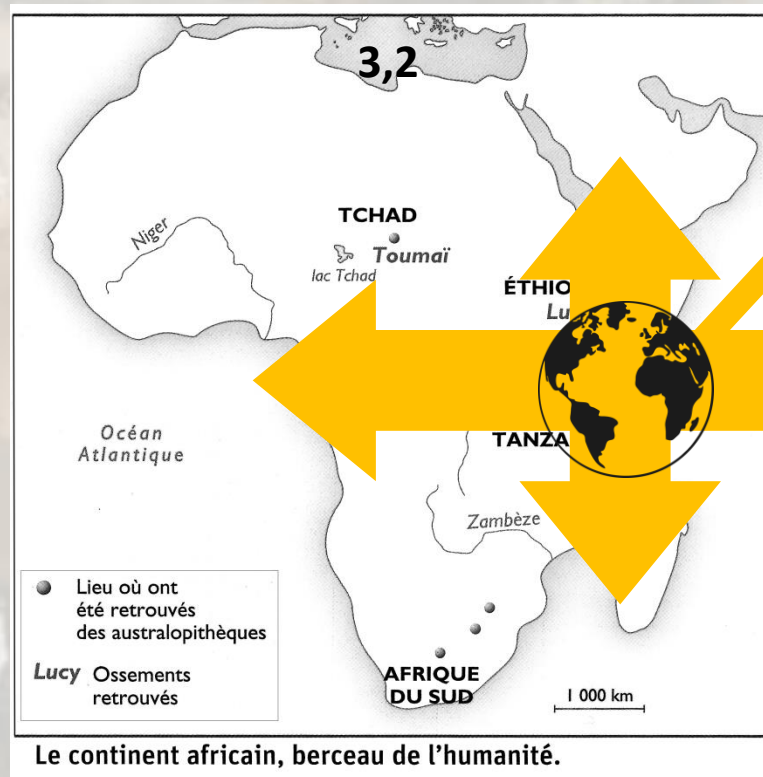 3,2
TCHAD
Niger
Toumaï
lac Tchad
ÉTHIO
Lu
Océan
Atlantique
TANZA
Zambèze
Lieu où ont
été retrouvés
des australopithèques
Lucy Ossements
retrouvés
AFRIQUE
DU SUD
1 000 km
Le continent africain, berceau de l'humanité.